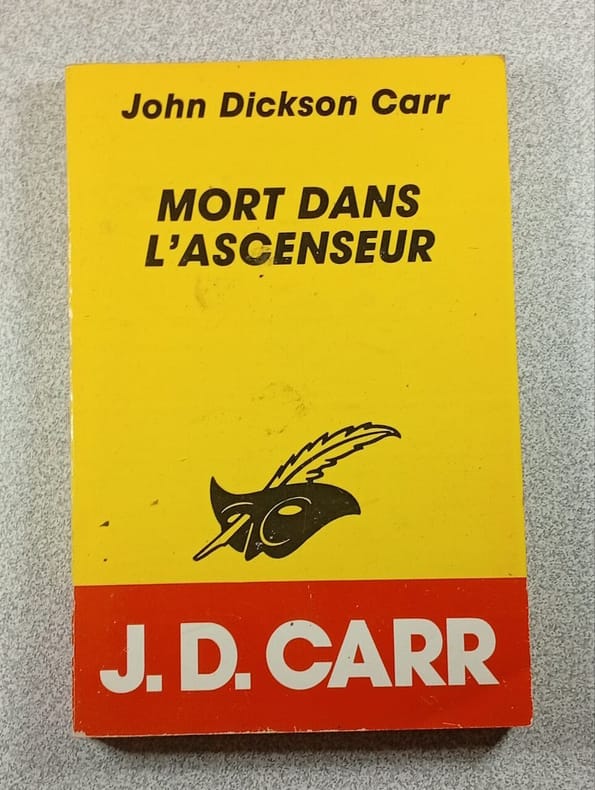 John Dickson Carr
MORT DANS
L'ASCENSEUR
J. D. CARR